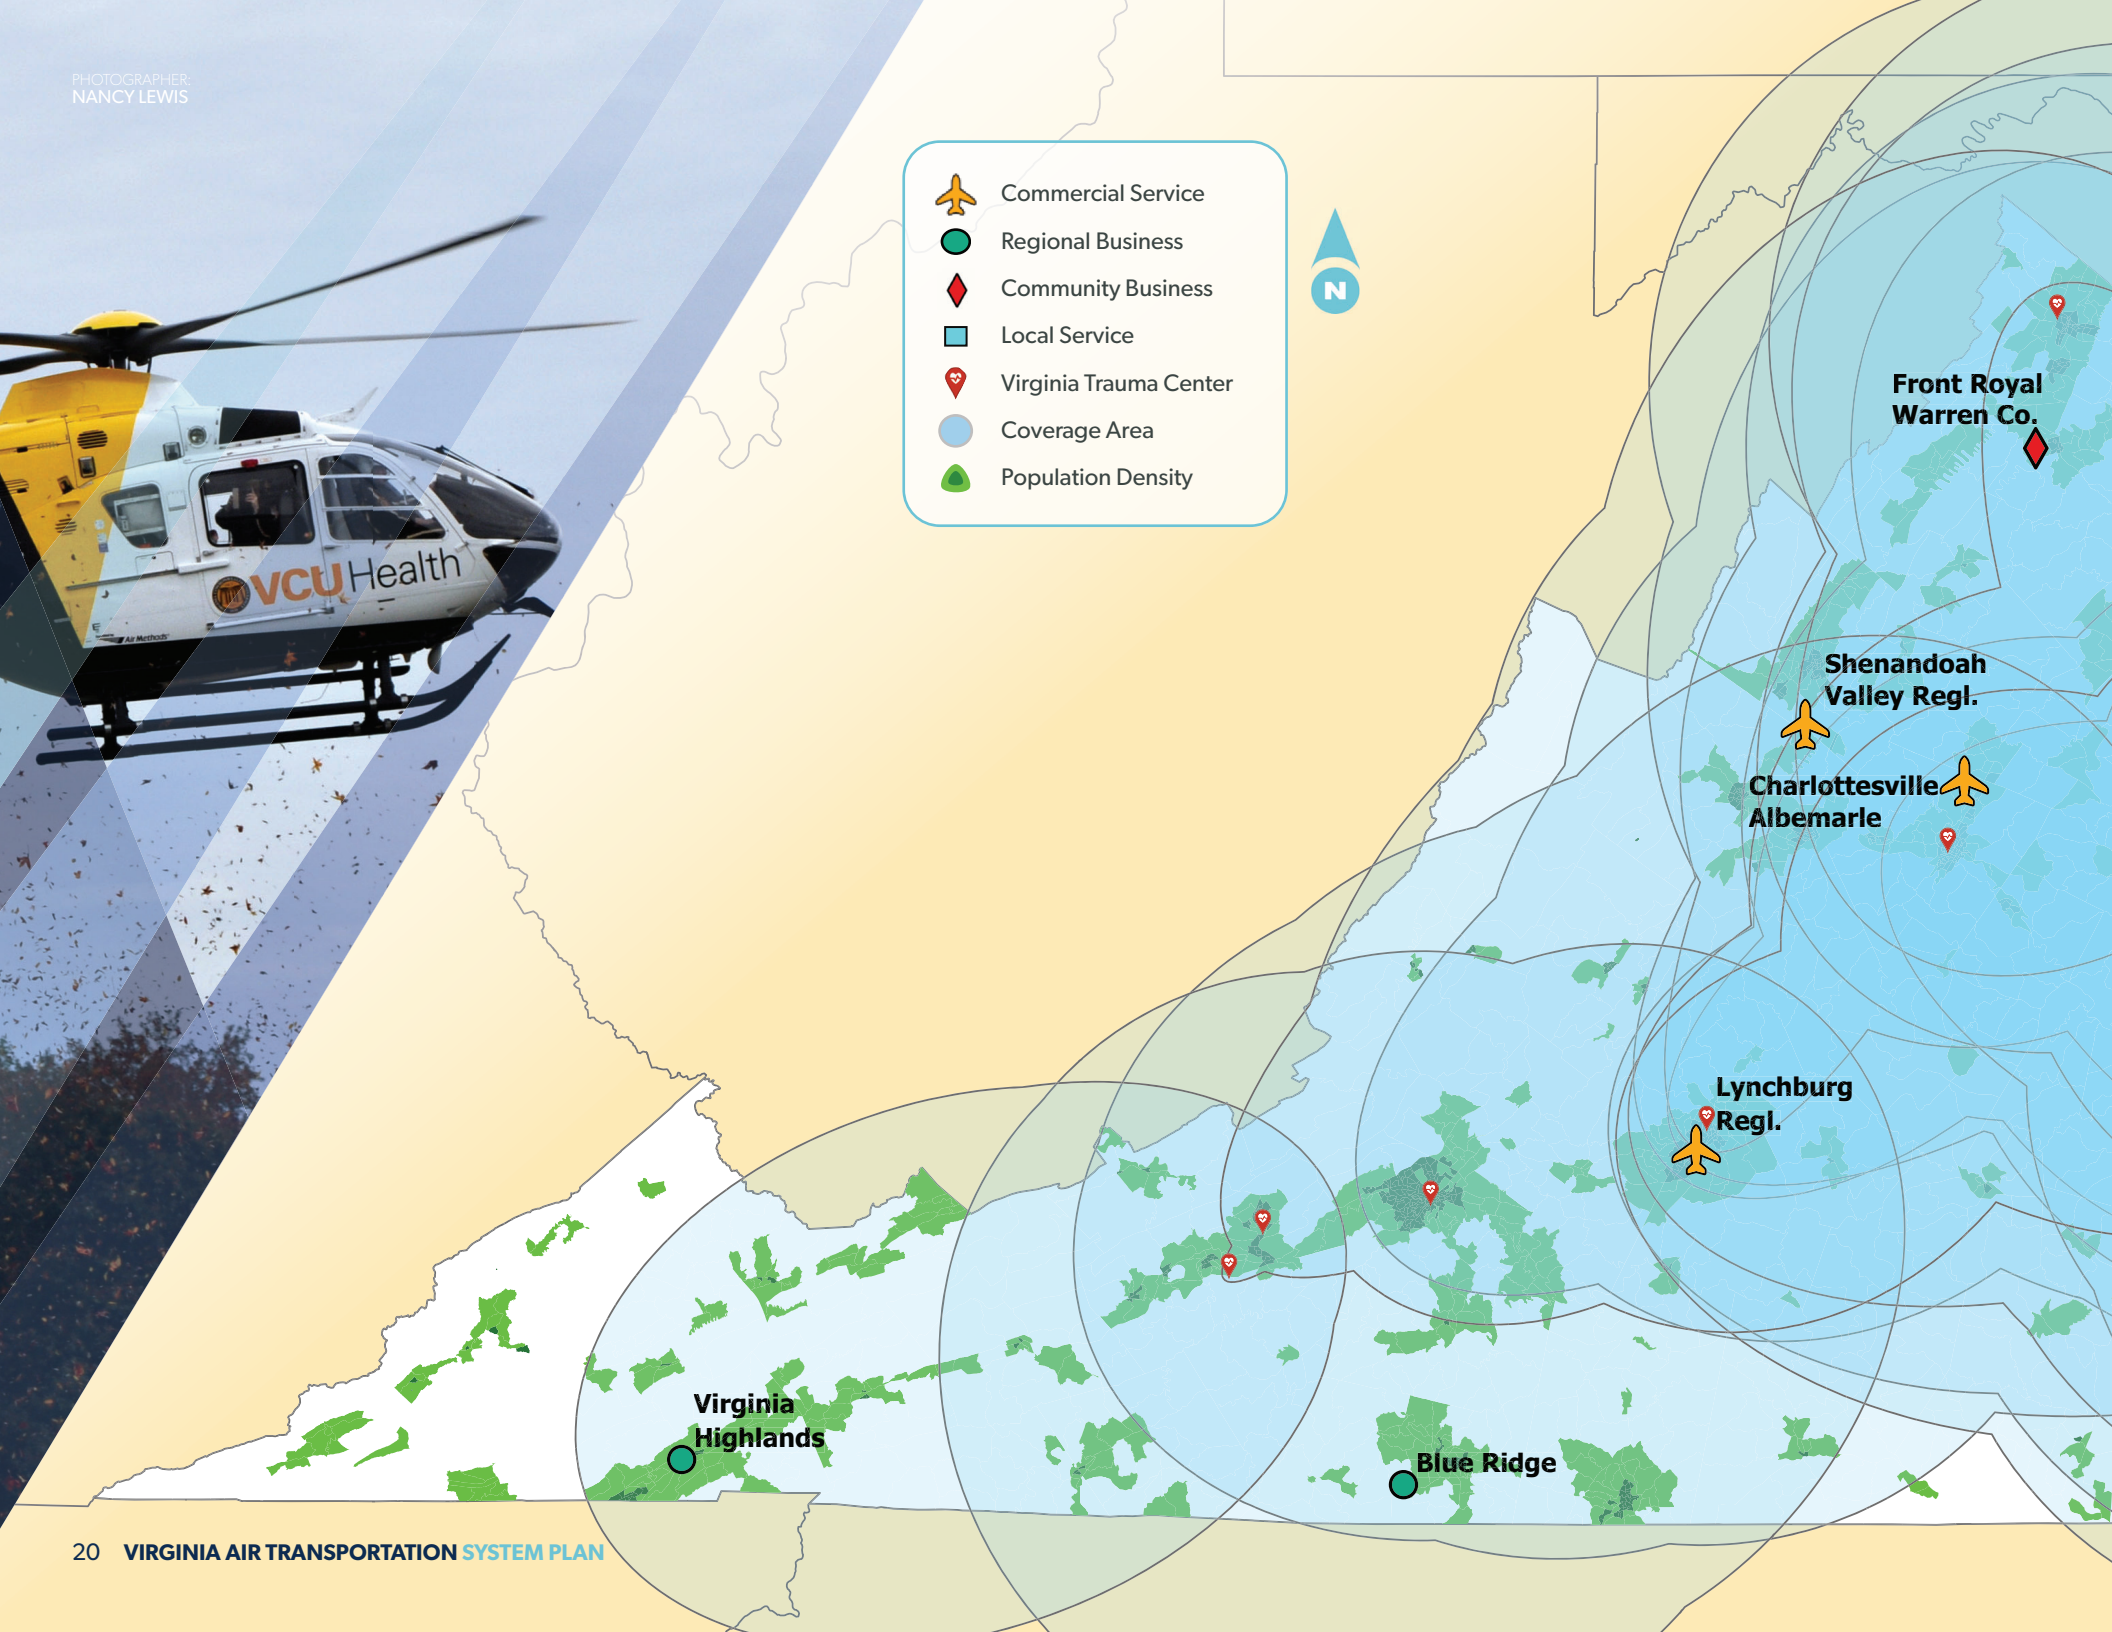 PHOTOGRAPHER:
NANCY LEWIS
Commercial Service
Regional Business
Community Business
Local Service
Virginia Trauma Center
Coverage Area
Population Density
N
VCU Health
Air Methods
Front Royal
Warren Co.
Shenandoah
Valley Regl.
Charlottesville
Albemarle
Lynchburg
Regl.
Virginia
Highlands
Blue Ridge
20 VIRGINIA AIR TRANSPORTATION SYSTEM PLAN